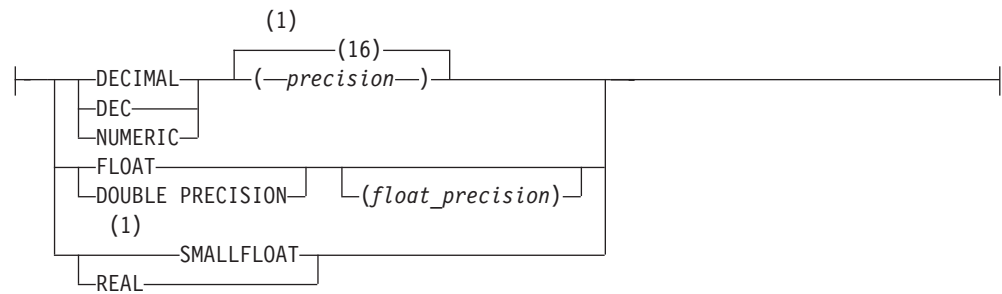 (1)
(16)
DECIMAL ( precision )
DEC
NUMERIC
FLOAT
DOUBLE PRECISION (float_precision)
(1)
SMALLFLOAT
REAL